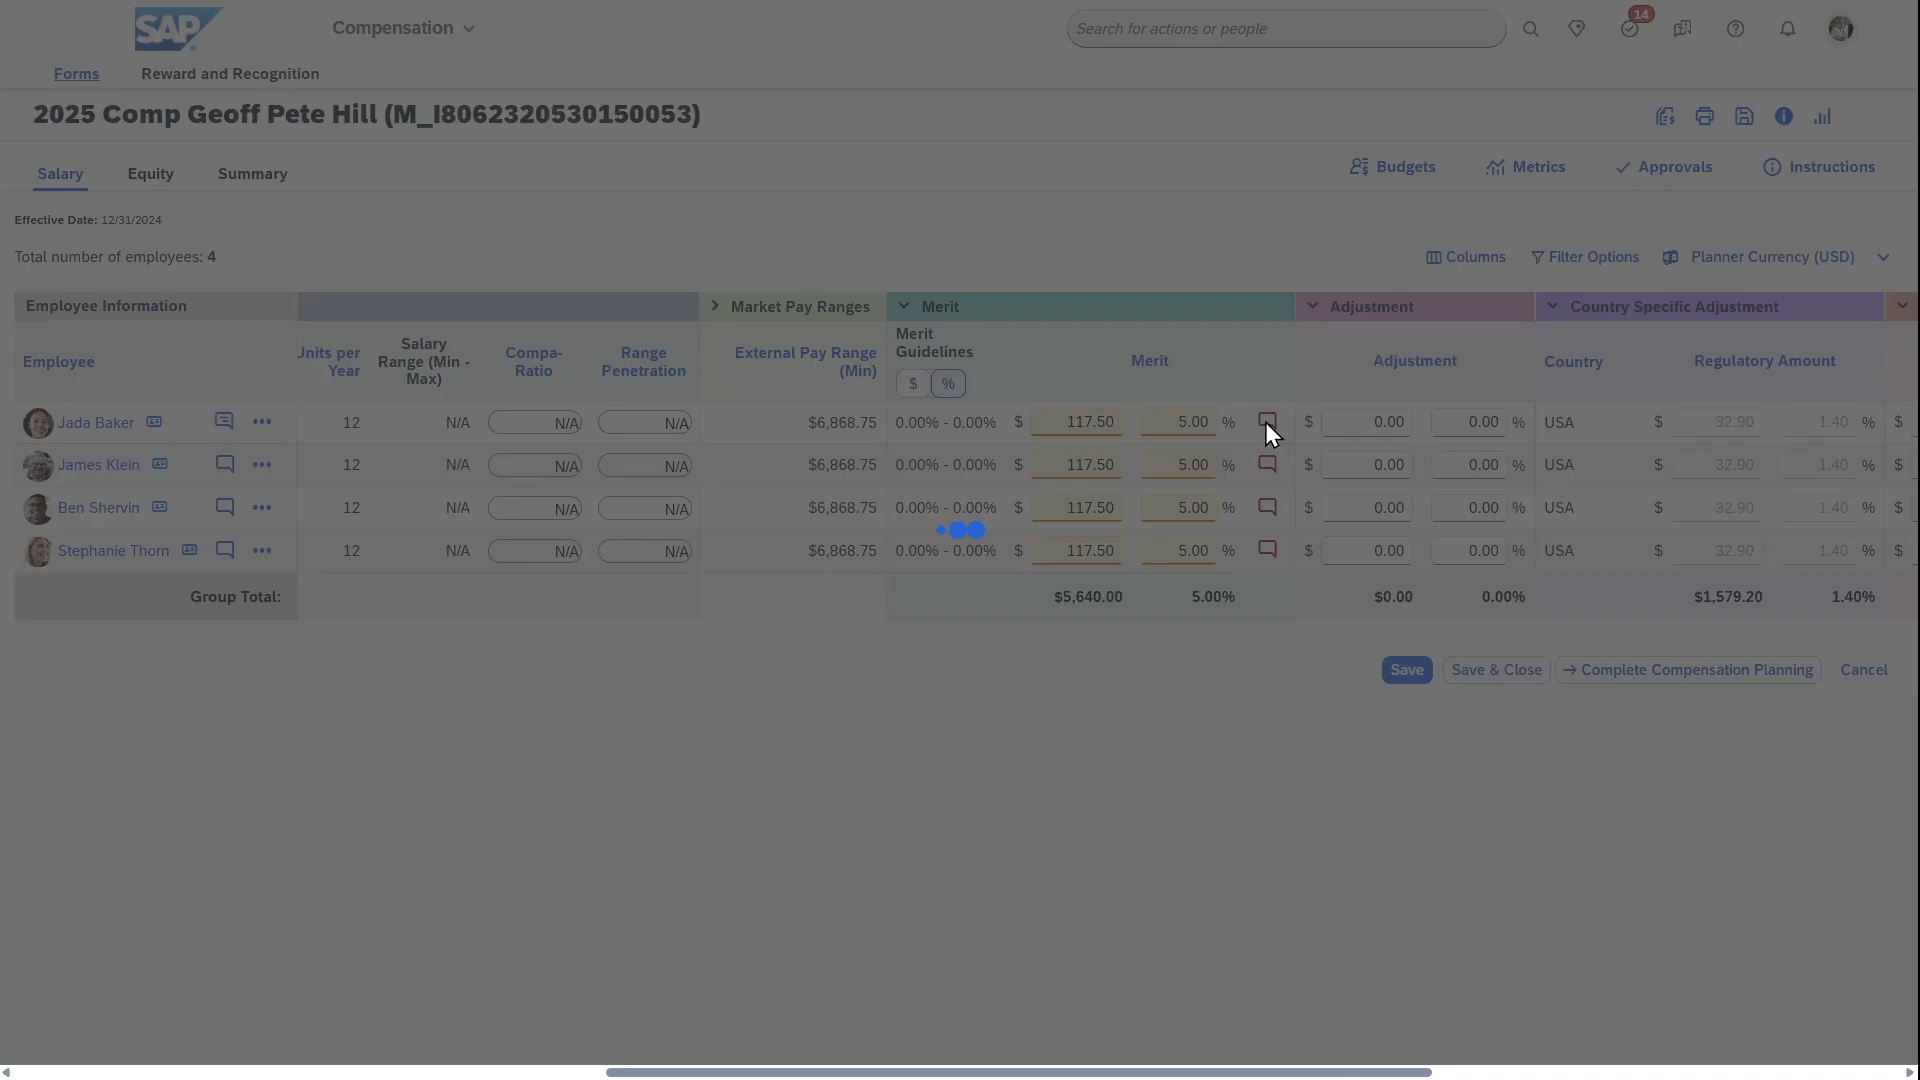 SAP
Compensation
Search for actions or people
14
Forms
Reward and Recognition
2025 Comp Geoff Pete Hill (M_I8062320530150053)
Salary
Equity
Summary
Budgets
Metrics
Approvals
Instructions
Effective Date: 12/31/2024
Total number of employees: 4
Columns
Filter Options
Planner Currency (USD)
Employee Information
Market Pay Ranges
Merit
Adjustment
Country Specific Adjustment
Employee
Units per
Year
Salary
Range (Min -
Max)
Compa-
Ratio
Range
Penetration
External Pay Range
(Min)
Merit
Guidelines
$ %
Merit
Adjustment
Country
Regulatory Amount
Jada Baker 12 N/A N/A N/A $6,868.75 0.00% - 0.00% $ 117.50 5.00 % $ 0.00 0.00 % USA $ 32.90 1.40 % $
James Klein 12 N/A N/A N/A $6,868.75 0.00% - 0.00% $ 117.50 5.00 % $ 0.00 0.00 % USA $ 32.90 1.40 % $
Ben Shervin 12 N/A N/A N/A $6,868.75 0.00% - 0.00% $ 117.50 5.00 % $ 0.00 0.00 % USA $ 32.90 1.40 % $
Stephanie Thorn 12 N/A N/A N/A $6,868.75 0.00% - 0.00% $ 117.50 5.00 % $ 0.00 0.00 % USA $ 32.90 1.40 % $
Group Total: $5,640.00 5.00% $0.00 0.00% $1,579.20 1.40%
Save
Save & Close
Complete Compensation Planning
Cancel